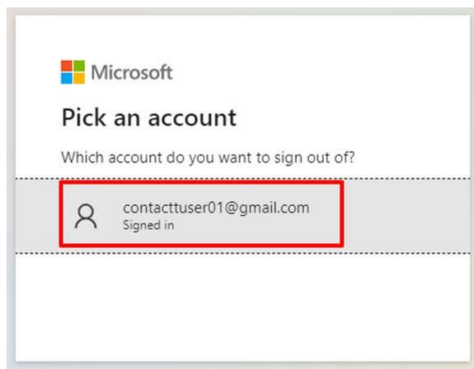 Microsoft
Pick an account
Which account do you want to sign out of?
contacttuser01@gmail.com
Signed in